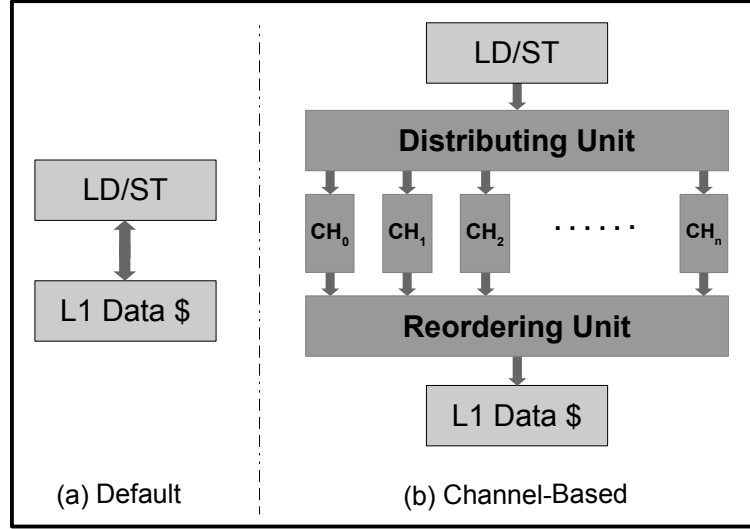 LD/ST
L1 Data $
(a) Default
LD/ST
Distributing Unit
CH0 CH1 CH2 ...... CHn
Reordering Unit
L1 Data $
(b) Channel-Based